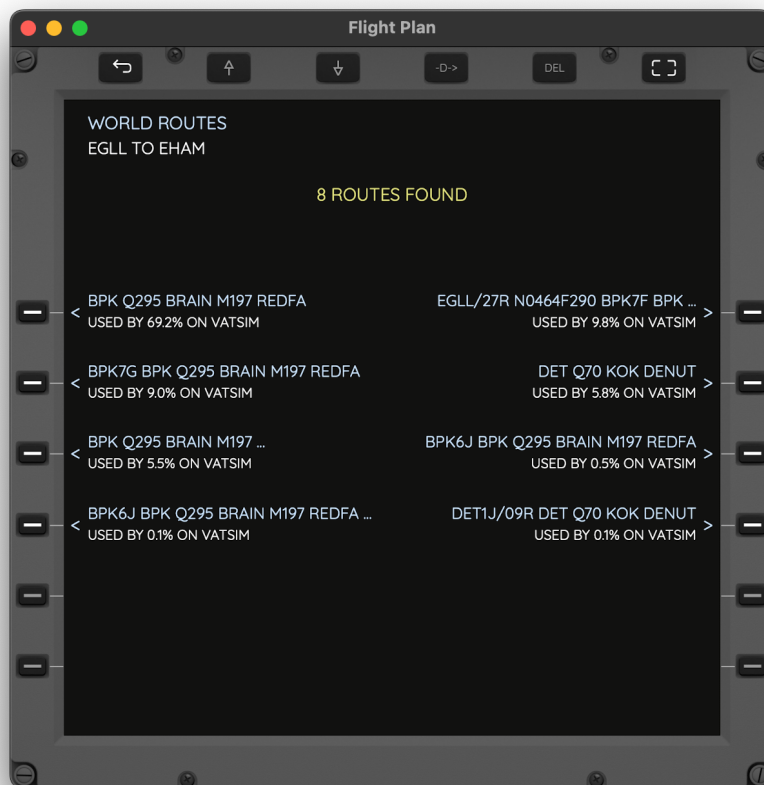 Flight Plan
-D->
DEL
WORLD ROUTES
EGLL TO EHAM
8 ROUTES FOUND
< BPK Q295 BRAIN M197 REDFA
USED BY 69.2% ON VATSIM
EGLL/27R N0464F290 BPK7F BPK ... >
USED BY 9.8% ON VATSIM
< BPK7G BPK Q295 BRAIN M197 REDFA
USED BY 9.0% ON VATSIM
DET Q70 KOK DENUT >
USED BY 5.8% ON VATSIM
< BPK Q295 BRAIN M197 ...
USED BY 5.5% ON VATSIM
BPK6J BPK Q295 BRAIN M197 REDFA >
USED BY 0.5% ON VATSIM
< BPK6J BPK Q295 BRAIN M197 REDFA ...
USED BY 0.1% ON VATSIM
DET1J/09R DET Q70 KOK DENUT >
USED BY 0.1% ON VATSIM